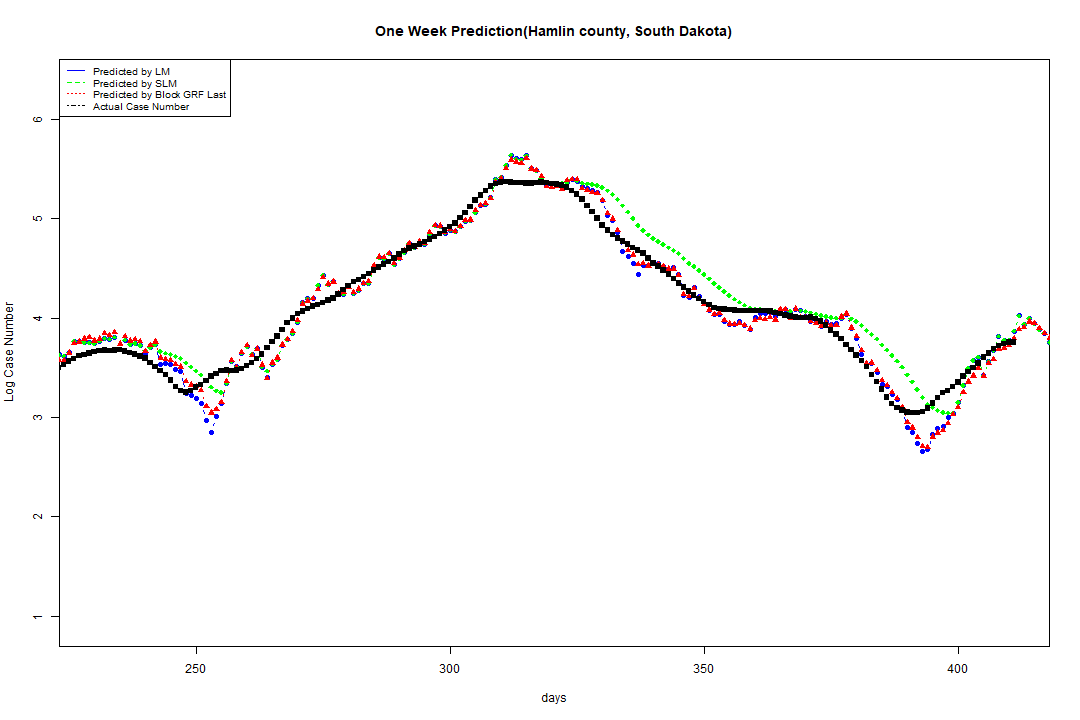 One Week Prediction(Hamlin county, South Dakota)
Predicted by LM
Predicted by SLM
Predicted by Block GRF Last
Actual Case Number
6
5
4
3
2
1
Log Case Number
250 300 350 400
days